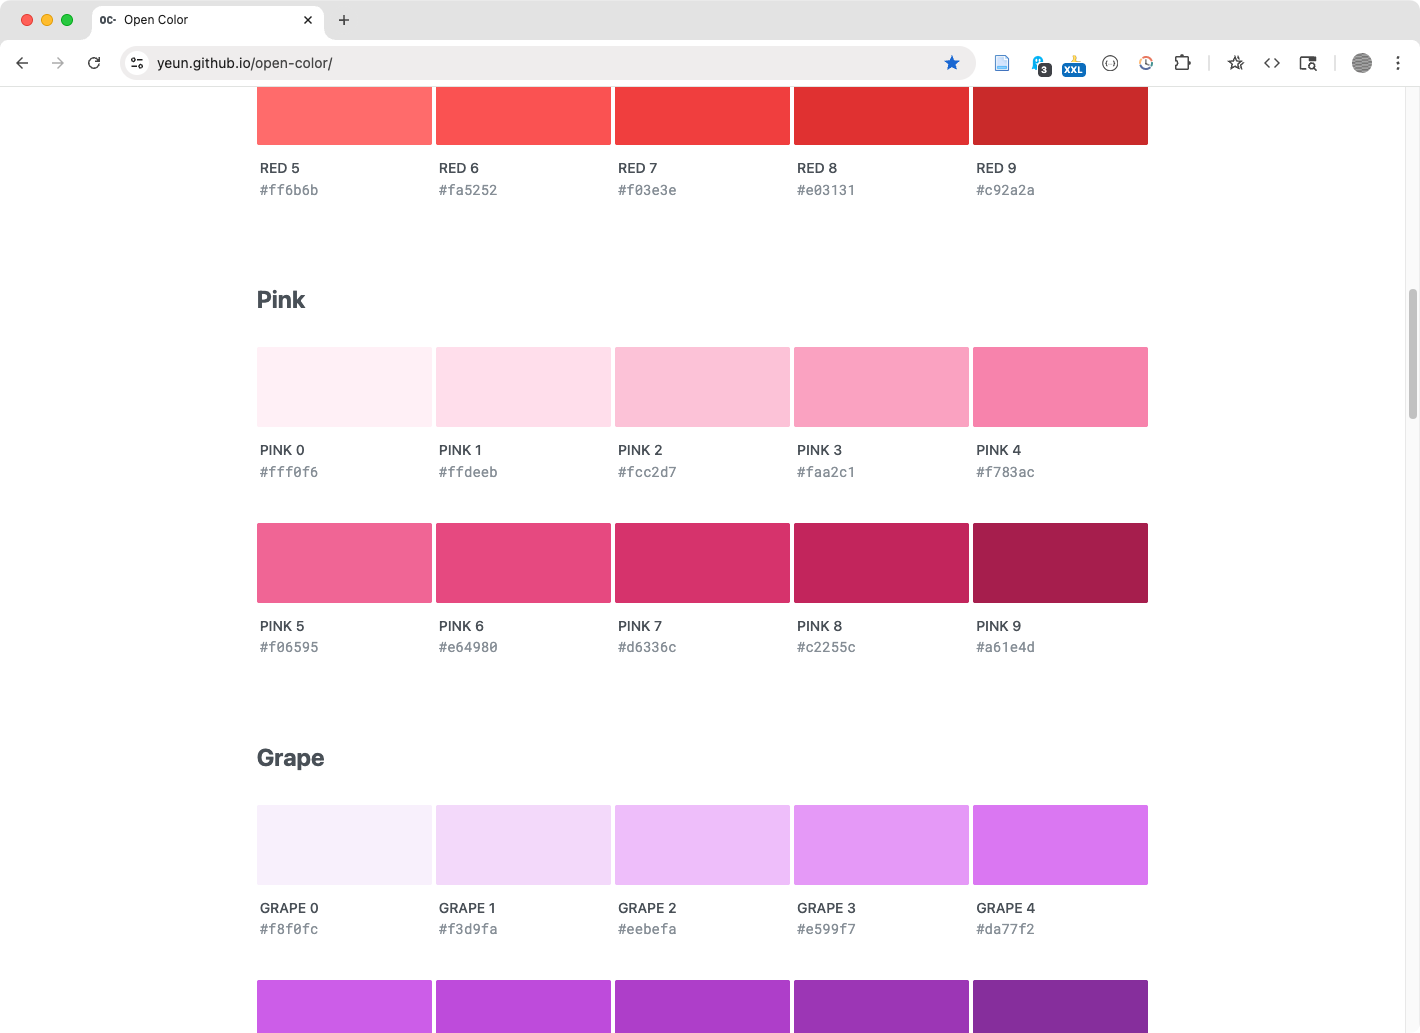 OC- Open Color
yeun.github.io/open-color/
3
XXL
RED 5 RED 6 RED 7 RED 8 RED 9
#ff6b6b #fa5252 #f03e3e #e03131 #c92a2a
Pink
PINK 0 PINK 1 PINK 2 PINK 3 PINK 4
#fff0f6 #ffdeeb #fcc2d7 #faa2c1 #f783ac
PINK 5 PINK 6 PINK 7 PINK 8 PINK 9
#f06595 #e64980 #d6336c #c2255c #a61e4d
Grape
GRAPE 0 GRAPE 1 GRAPE 2 GRAPE 3 GRAPE 4
#f8f0fc #f3d9fa #eebefa #e599f7 #da77f2